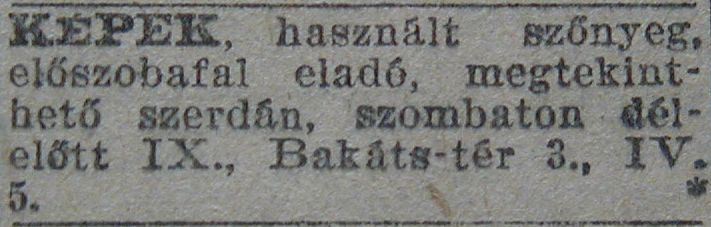 KÉPEK, használt szőnyeg,
előszobafal eladó, megtekint-
hető szerdán, szombaton dél-
előtt IX., Bakáts-tér 3., IV.
5. *